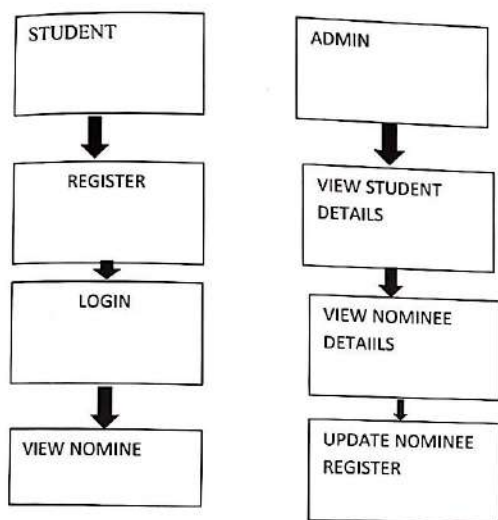 STUDENT
REGISTER
LOGIN
VIEW NOMINE
ADMIN
VIEW STUDENT
DETAILS
VIEW NOMINEE
DETAIILS
UPDATE NOMINEE
REGISTER